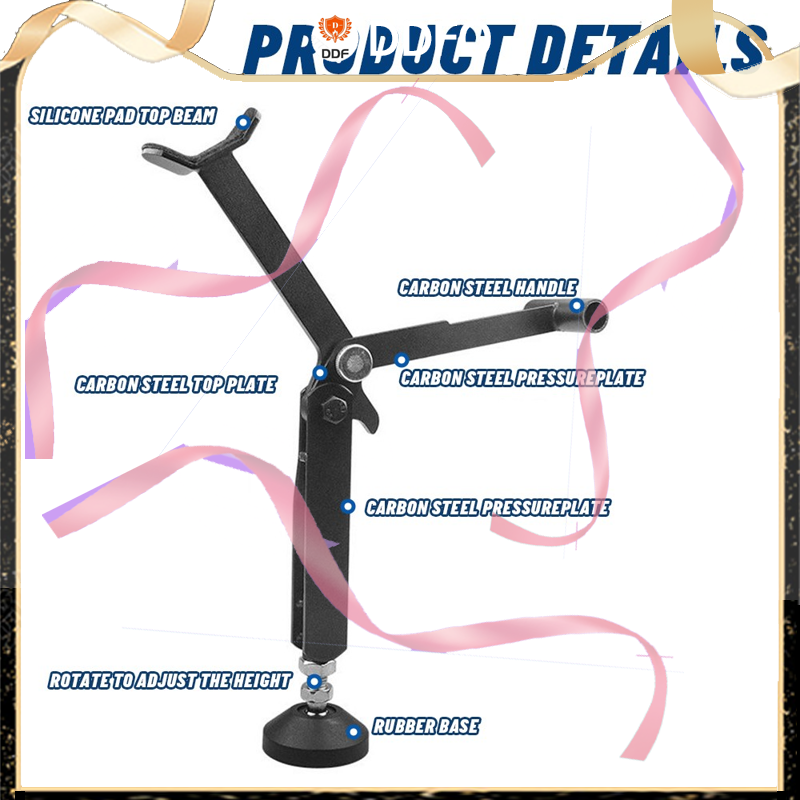 PRODUCT DETAILS
DDF
SILICONE PAD TOP BEAM
CARBON STEEL HANDLE
CARBON STEEL TOP PLATE
CARBON STEEL PRESSUREPLATE
CARBON STEEL PRESSUREPLATE
ROTATE TO ADJUST THE HEIGHT
RUBBER BASE